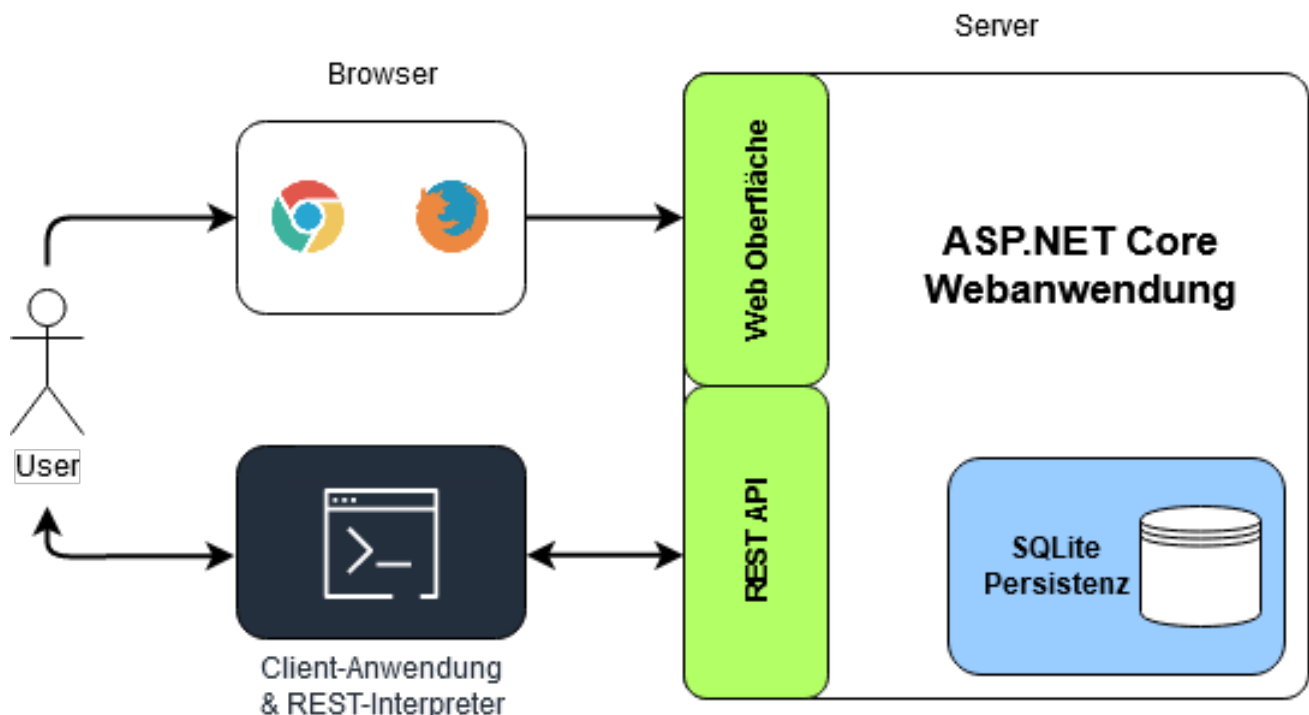 Server
Browser
Web Oberfläche
ASP.NET Core
Webanwendung
User
REST API
SQLite
Persistenz
Client-Anwendung
& REST-Interpreter